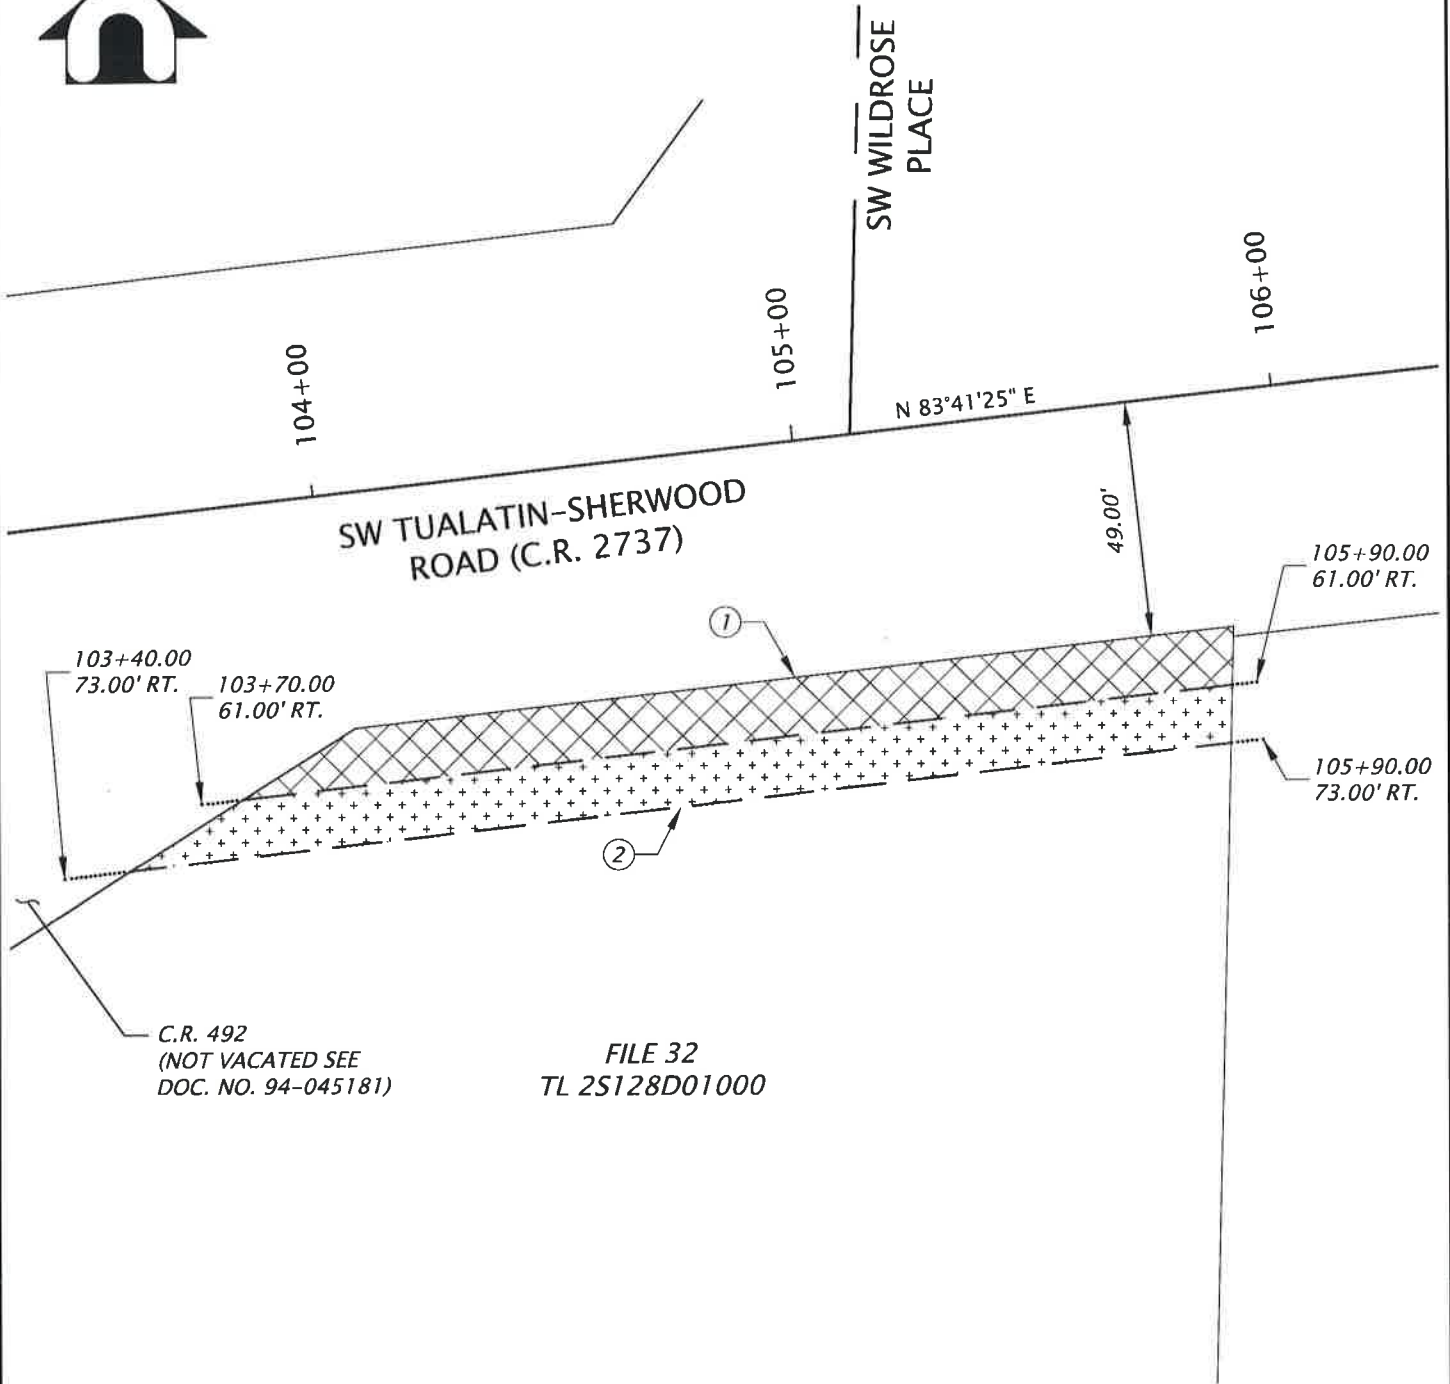 SW WILDROSE
PLACE
104+00
105+00
106+00
N 83°41'25" E
SW TUALATIN-SHERWOOD
ROAD (C.R. 2737)
49.00'
105+90.00
61.00' RT.
1
103+40.00
73.00' RT.
103+70.00
61.00' RT.
105+90.00
73.00' RT.
2
C.R. 492
(NOT VACATED SEE
DOC. NO. 94-045181)
FILE 32
TL 2S128D01000